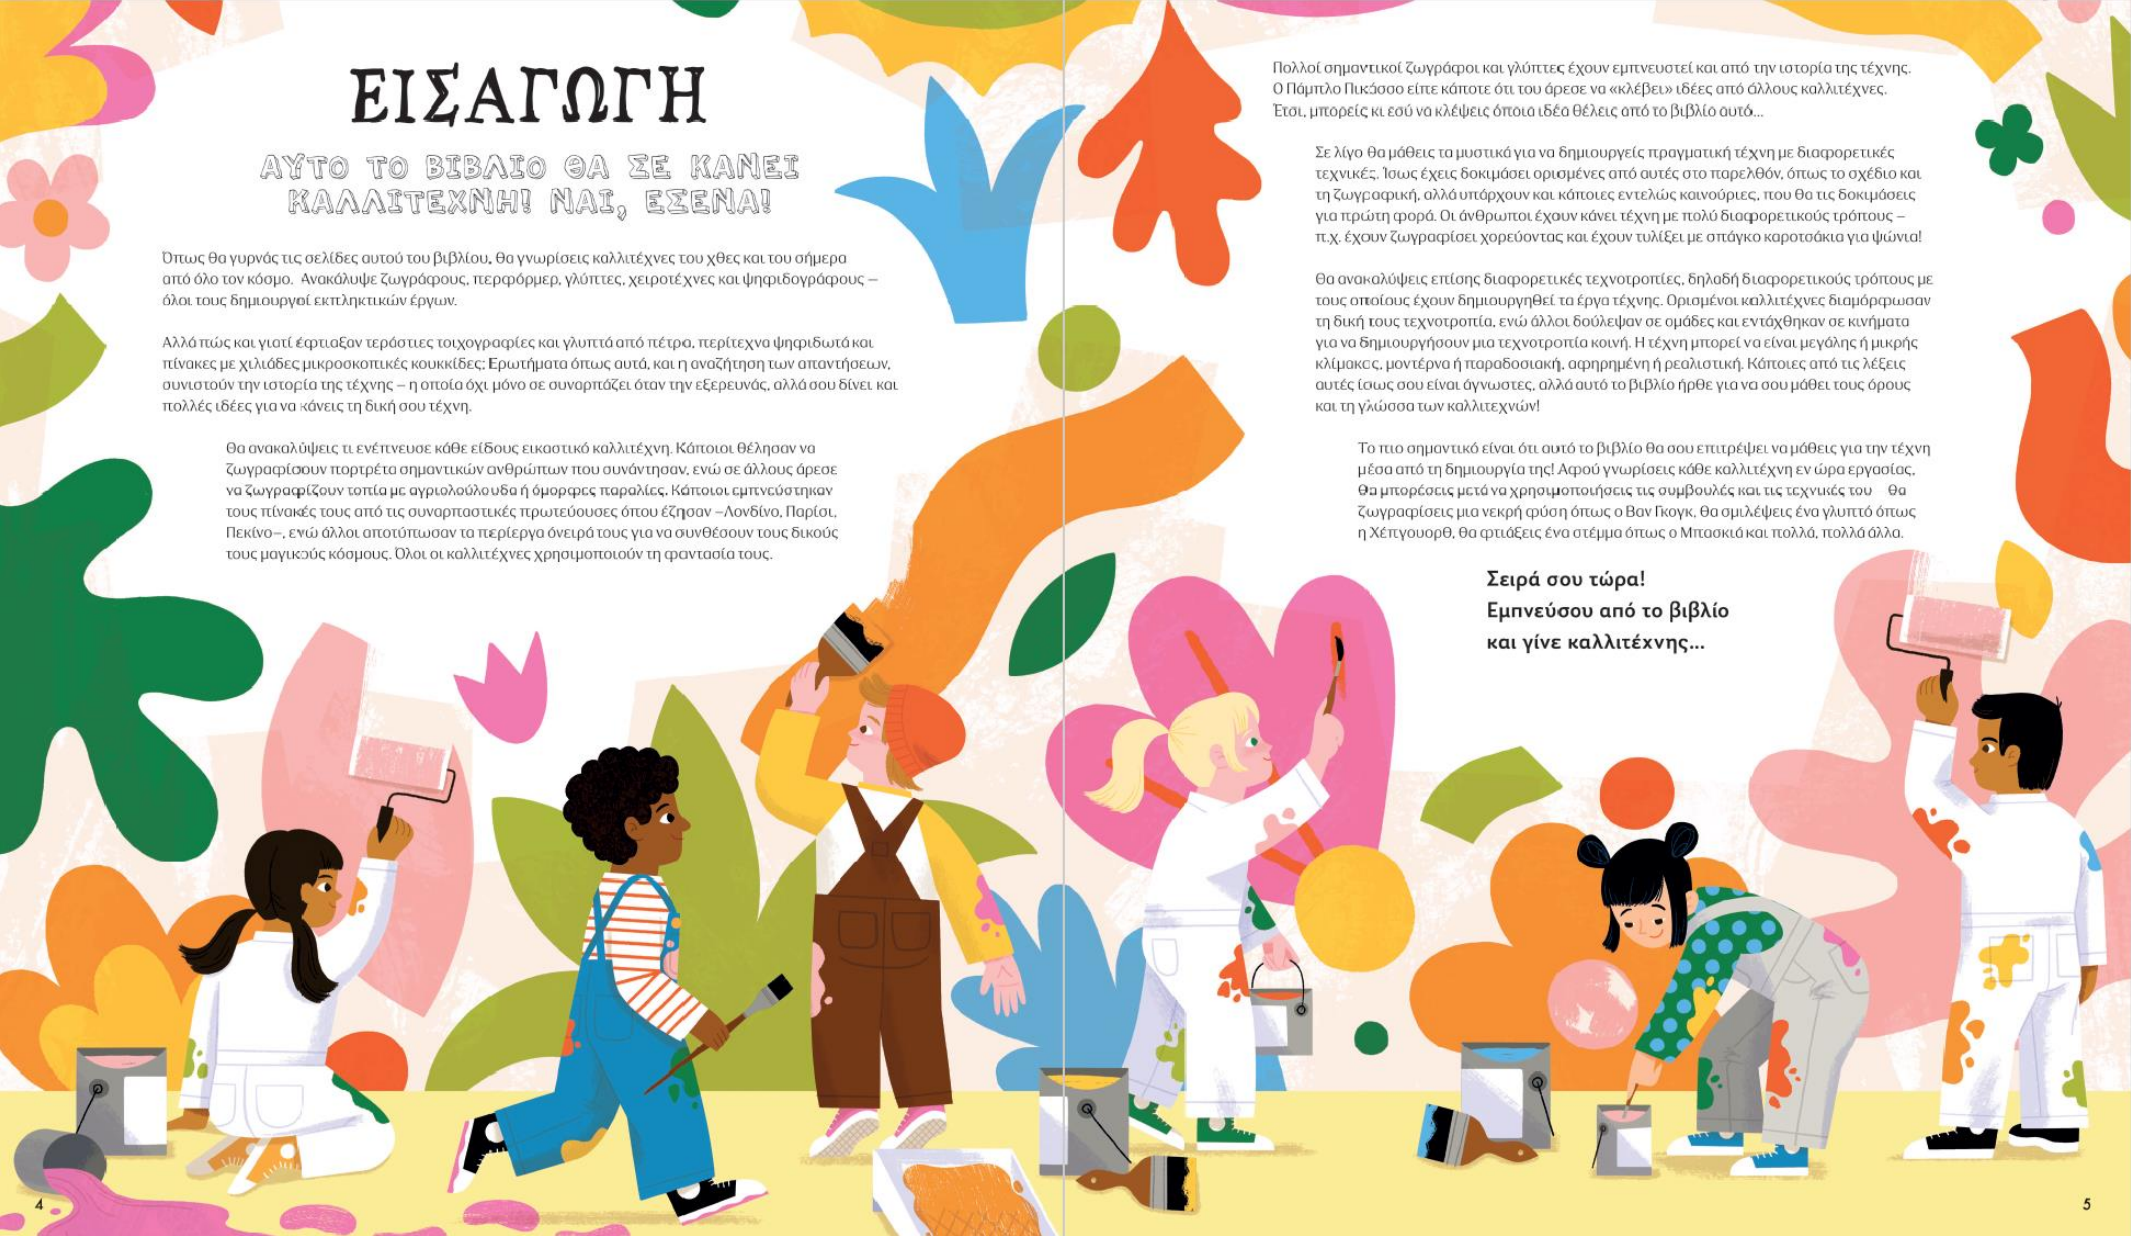 ΕΙΣΑΓΩΓΗ
ΑΥΤΟ ΤΟ ΒΙΒΛΙΟ ΘΑ ΣΕ ΚΑΝΕΙ
ΚΑΛΛΙΤΕΧΝΗ! ΝΑΙ, ΕΣΕΝΑ!
Όπως θα γυρνάς τις σελίδες αυτού του βιβλίου, θα γνωρίσεις καλλιτέχνες του χθες και του σήμερα
από όλο τον κόσμο. Ανακάλυψε ζωγράφους, περφόρμερ, γλύπτες, χειροτέχνες και ψηφιδογράφους –
όλοι τους δημιουργοί εκπληκτικών έργων.
Αλλά πώς και γιατί έφτιαξαν τεράστιες τοιχογραφίες και γλυπτά από πέτρα, περίτεχνα ψηφιδωτά και
πίνακες με χιλιάδες μικροσκοπικές κουκκίδες; Ερωτήματα όπως αυτά, και η αναζήτηση των απαντήσεων,
συνιστούν την ιστορία της τέχνης – η οποία όχι μόνο σε συναρπάζει όταν την εξερευνάς, αλλά σου δίνει και
πολλές ιδέες για να κάνεις τη δική σου τέχνη.
Θα ανακαλύψεις τι ενέπνευσε κάθε είδους εικαστικό καλλιτέχνη. Κάποιοι θέλησαν να
ζωγραφίσουν πορτρέτα σημαντικών ανθρώπων που συνάντησαν, ενώ σε άλλους άρεσε
να ζωγραφίζουν τοπία με αγριολούλουδα ή όμορφες παραλίες. Κάποιοι εμπνεύστηκαν
τους πίνακές τους από τις συναρπαστικές πρωτεύουσες όπου έζησαν –Λονδίνο, Παρίσι,
Πεκίνο–, ενώ άλλοι αποτύπωσαν τα περίεργα όνειρά τους για να συνθέσουν τους δικούς
τους μαγικούς κόσμους. Όλοι οι καλλιτέχνες χρησιμοποιούν τη φαντασία τους.
4
Πολλοί σημαντικοί ζωγράφοι και γλύπτες έχουν εμπνευστεί και από την ιστορία της τέχνης.
Ο Πάμπλο Πικάσσο είπε κάποτε ότι του άρεσε να «κλέβει» ιδέες από άλλους καλλιτέχνες.
Έτσι, μπορείς κι εσύ να κλέψεις όποια ιδέα θέλεις από το βιβλίο αυτό...
Σε λίγο θα μάθεις τα μυστικά για να δημιουργείς πραγματική τέχνη με διαφορετικές
τεχνικές. Ίσως έχεις δοκιμάσει ορισμένες από αυτές στο παρελθόν, όπως το σχέδιο και
τη ζωγραφική, αλλά υπάρχουν και κάποιες εντελώς καινούριες, που θα τις δοκιμάσεις
για πρώτη φορά. Οι άνθρωποι έχουν κάνει τέχνη με πολύ διαφορετικούς τρόπους –
π.χ. έχουν ζωγραφίσει χορεύοντας και έχουν τυλίξει με σπάγκο καροτσάκια για ψώνια!
Θα ανακαλύψεις επίσης διαφορετικές τεχνοτροπίες, δηλαδή διαφορετικούς τρόπους με
τους οποίους έχουν δημιουργηθεί τα έργα τέχνης. Ορισμένοι καλλιτέχνες διαμόρφωσαν
τη δική τους τεχνοτροπία, ενώ άλλοι δούλεψαν σε ομάδες και εντάχθηκαν σε κινήματα
για να δημιουργήσουν μια τεχνοτροπία κοινή. Η τέχνη μπορεί να είναι μεγάλης ή μικρής
κλίμακας, μοντέρνα ή παραδοσιακή, αφηρημένη ή ρεαλιστική. Κάποιες από τις λέξεις
αυτές ίσως σου είναι άγνωστες, αλλά αυτό το βιβλίο ήρθε για να σου μάθει τους όρους
και τη γλώσσα των καλλιτεχνών!
Το πιο σημαντικό είναι ότι αυτό το βιβλίο θα σου επιτρέψει να μάθεις για την τέχνη
μέσα από τη δημιουργία της! Αφού γνωρίσεις κάθε καλλιτέχνη εν ώρα εργασίας,
θα μπορέσεις μετά να χρησιμοποιήσεις τις συμβουλές και τις τεχνικές του θα
ζωγραφίσεις μια νεκρή φύση όπως ο Βαν Γκογκ, θα σμιλέψεις ένα γλυπτό όπως
η Χέπγουορθ, θα φτιάξεις ένα στέμμα όπως ο Μπασκιά και πολλά, πολλά άλλα.
Σειρά σου τώρα!
Εμπνεύσου από το βιβλίο
και γίνε καλλιτέχνης...
5